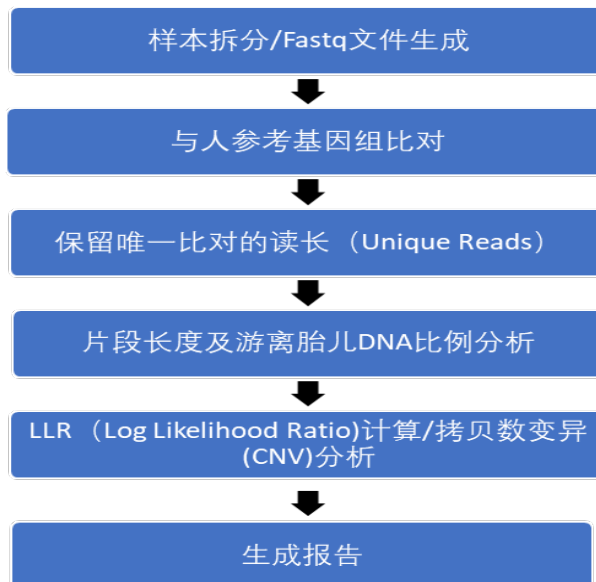 样本拆分/Fastq文件生成
与人参考基因组比对
保留唯一比对的读长（Unique Reads）
片段长度及游离胎儿DNA比例分析
LLR（Log Likelihood Ratio)计算/拷贝数变异
(CNV)分析
生成报告